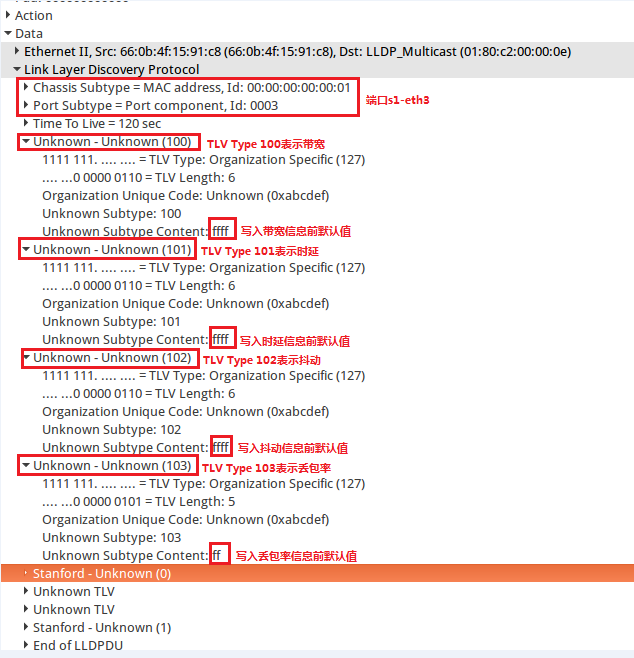 Action
Data
Ethernet II, Src: 66:0b:4f:15:91:c8 (66:0b:4f:15:91:c8), Dst: LLDP_Multicast (01:80:c2:00:00:0e)
Link Layer Discovery Protocol
Chassis Subtype = MAC address, Id: 00:00:00:00:00:01
端口s1-eth3
Port Subtype = Port component, Id: 0003
Time To Live = 120 sec
Unknown - Unknown (100) TLV Type 100表示带宽
1111 111. .... .... = TLV Type: Organization Specific (127)
.... ...0 0000 0110 = TLV Length: 6
Organization Unique Code: Unknown (0xabcdef)
Unknown Subtype: 100
Unknown Subtype Content: ffff 写入带宽信息前默认值
Unknown - Unknown (101) TLV Type 101表示时延
1111 111. .... .... = TLV Type: Organization Specific (127)
.... ...0 0000 0110 = TLV Length: 6
Organization Unique Code: Unknown (0xabcdef)
Unknown Subtype: 101
Unknown Subtype Content: ffff 写入时延信息前默认值
Unknown - Unknown (102) TLV Type 102表示抖动
1111 111. .... .... = TLV Type: Organization Specific (127)
.... ...0 0000 0110 = TLV Length: 6
Organization Unique Code: Unknown (0xabcdef)
Unknown Subtype: 102
Unknown Subtype Content: ffff 写入抖动信息前默认值
Unknown - Unknown (103) TLV Type 103表示丢包率
1111 111. .... .... = TLV Type: Organization Specific (127)
.... ...0 0000 0101 = TLV Length: 5
Organization Unique Code: Unknown (0xabcdef)
Unknown Subtype: 103
Unknown Subtype Content: ff 写入丢包率信息前默认值
Stanford - Unknown (0)
Unknown TLV
Unknown TLV
Stanford - Unknown (1)
End of LLDPDU